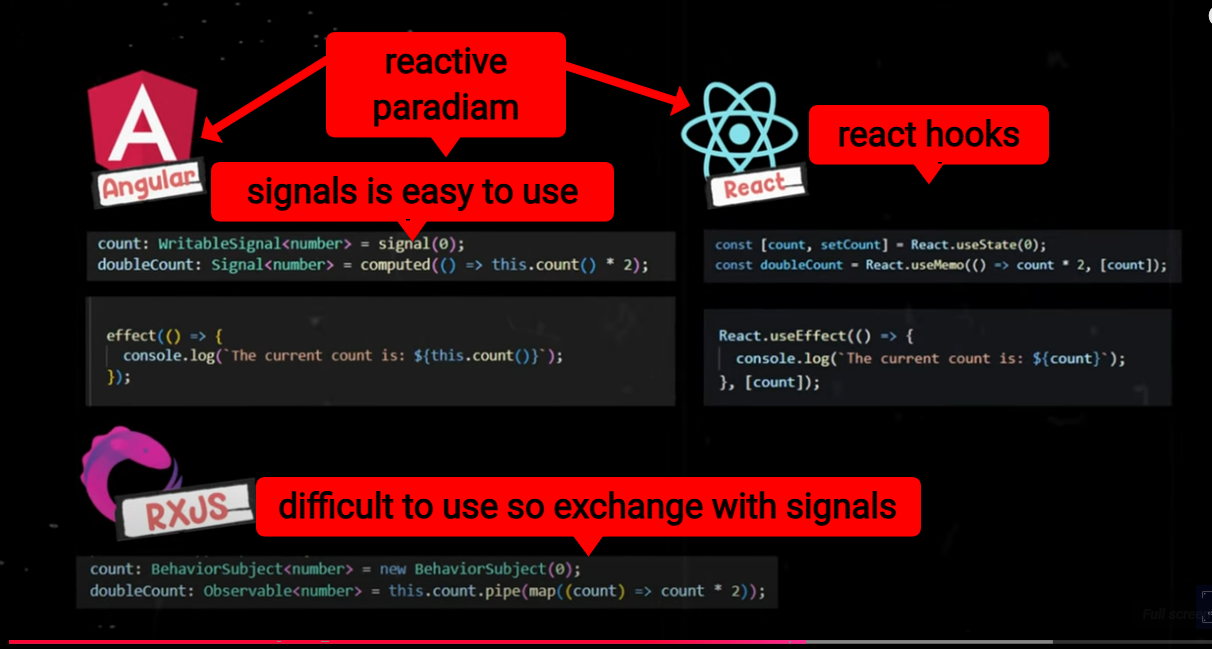 reactive
paradiam
Angular
signals is easy to use
count: WritableSignal<number> = signal(0);
doubleCount: Signal<number> = computed(() => this.count() * 2);
effect(() => {
console.log(`The current count is: ${this.count()}`);
});
React
react hooks
const [count, setCount] = React.useState(0);
const doubleCount = React.useMemo(() => count * 2, [count]);
React.useEffect(() => {
console.log(`The current count is: ${count}`);
}, [count]);
RXJS
difficult to use so exchange with signals
count: BehaviorSubject<number> = new BehaviorSubject(0);
doubleCount: Observable<number> = this.count.pipe(map((count) => count * 2));
Full screen